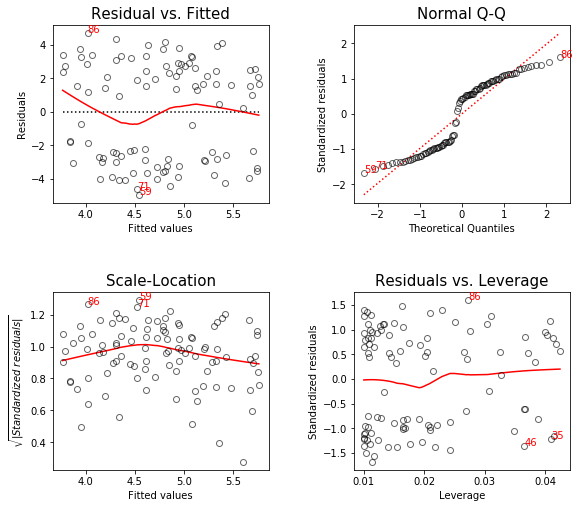 Residual vs. Fitted
86
71
59
4
2
0
−2
−4
Residuals
4.0 4.5 5.0 5.5
Fitted values
Normal Q-Q
86
59
71
2
1
0
−1
−2
Standardized residuals
−2 −1 0 1 2
Theoretical Quantiles
Scale-Location
59
86
71
1.2
1.0
0.8
0.6
0.4
√|Standardized residuals|
4.0 4.5 5.0 5.5
Fitted values
Residuals vs. Leverage
86
46
35
1.5
1.0
0.5
0.0
−0.5
−1.0
−1.5
Standardized residuals
0.01 0.02 0.03 0.04
Leverage